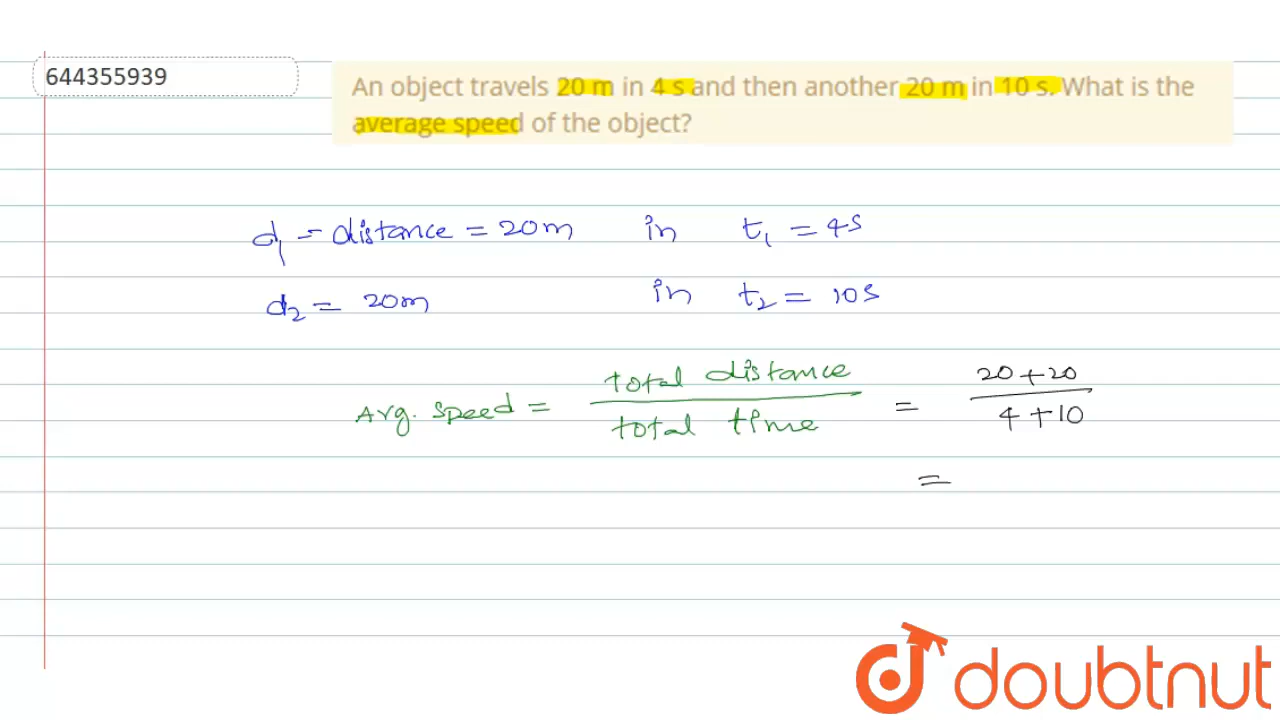 644355939
An object travels 20 m in 4 s and then another 20 m in 10 s. What is the
average speed of the object?
d1 = distance = 20m in t1 = 4s
d2 = 20m in t2 = 10s
Avg. speed = total distance / total time = 20+20 / 4+10
=
doubtnut